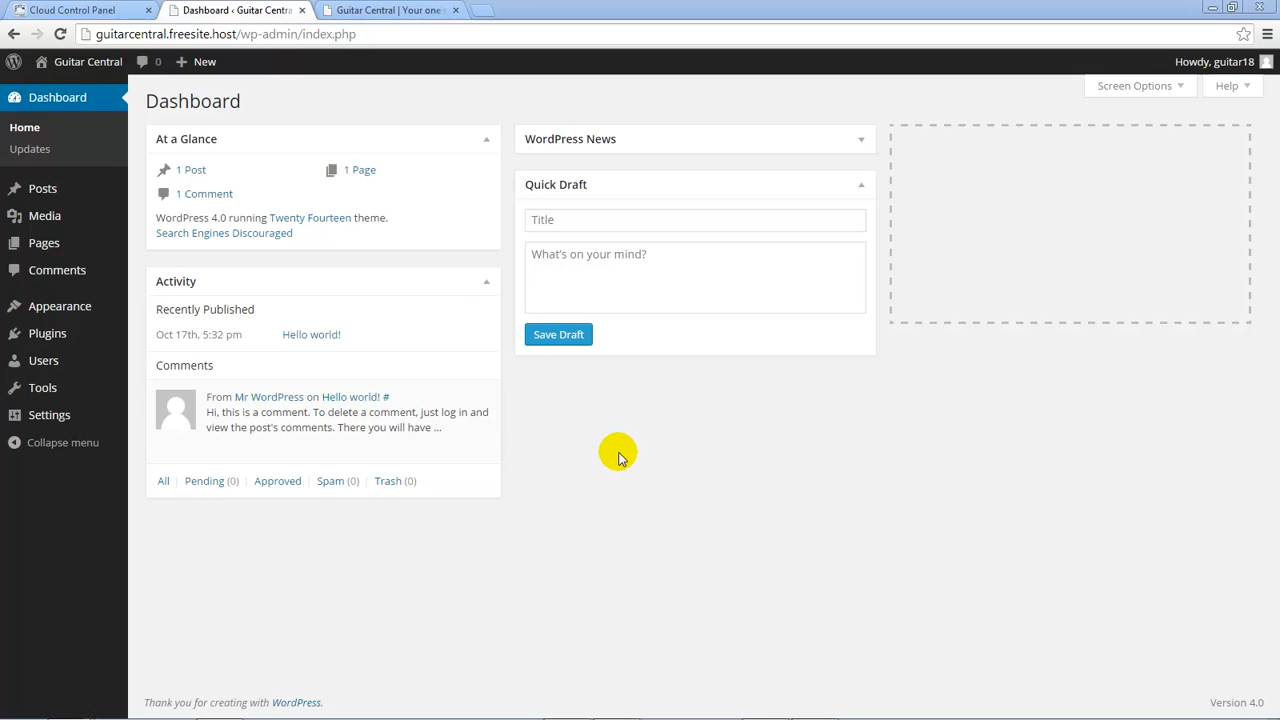 Cloud Control Panel
Dashboard ‹ Guitar Centra
Guitar Central | Your one s
guitarcentral.freesite.host/wp-admin/index.php
Guitar Central 0 New
Howdy, guitar18
Screen Options
Help
Dashboard
Home
Updates
Posts
Media
Pages
Comments
Appearance
Plugins
Users
Tools
Settings
Collapse menu
Dashboard
At a Glance
1 Post
1 Page
1 Comment
WordPress 4.0 running Twenty Fourteen theme.
Search Engines Discouraged
Activity
Recently Published
Oct 17th, 5:32 pm Hello world!
Comments
From Mr WordPress on Hello world! #
Hi, this is a comment. To delete a comment, just log in and
view the post's comments. There you will have ...
All | Pending (0) | Approved | Spam (0) | Trash (0)
WordPress News
Quick Draft
Title
What's on your mind?
Save Draft
Thank you for creating with WordPress.
Version 4.0